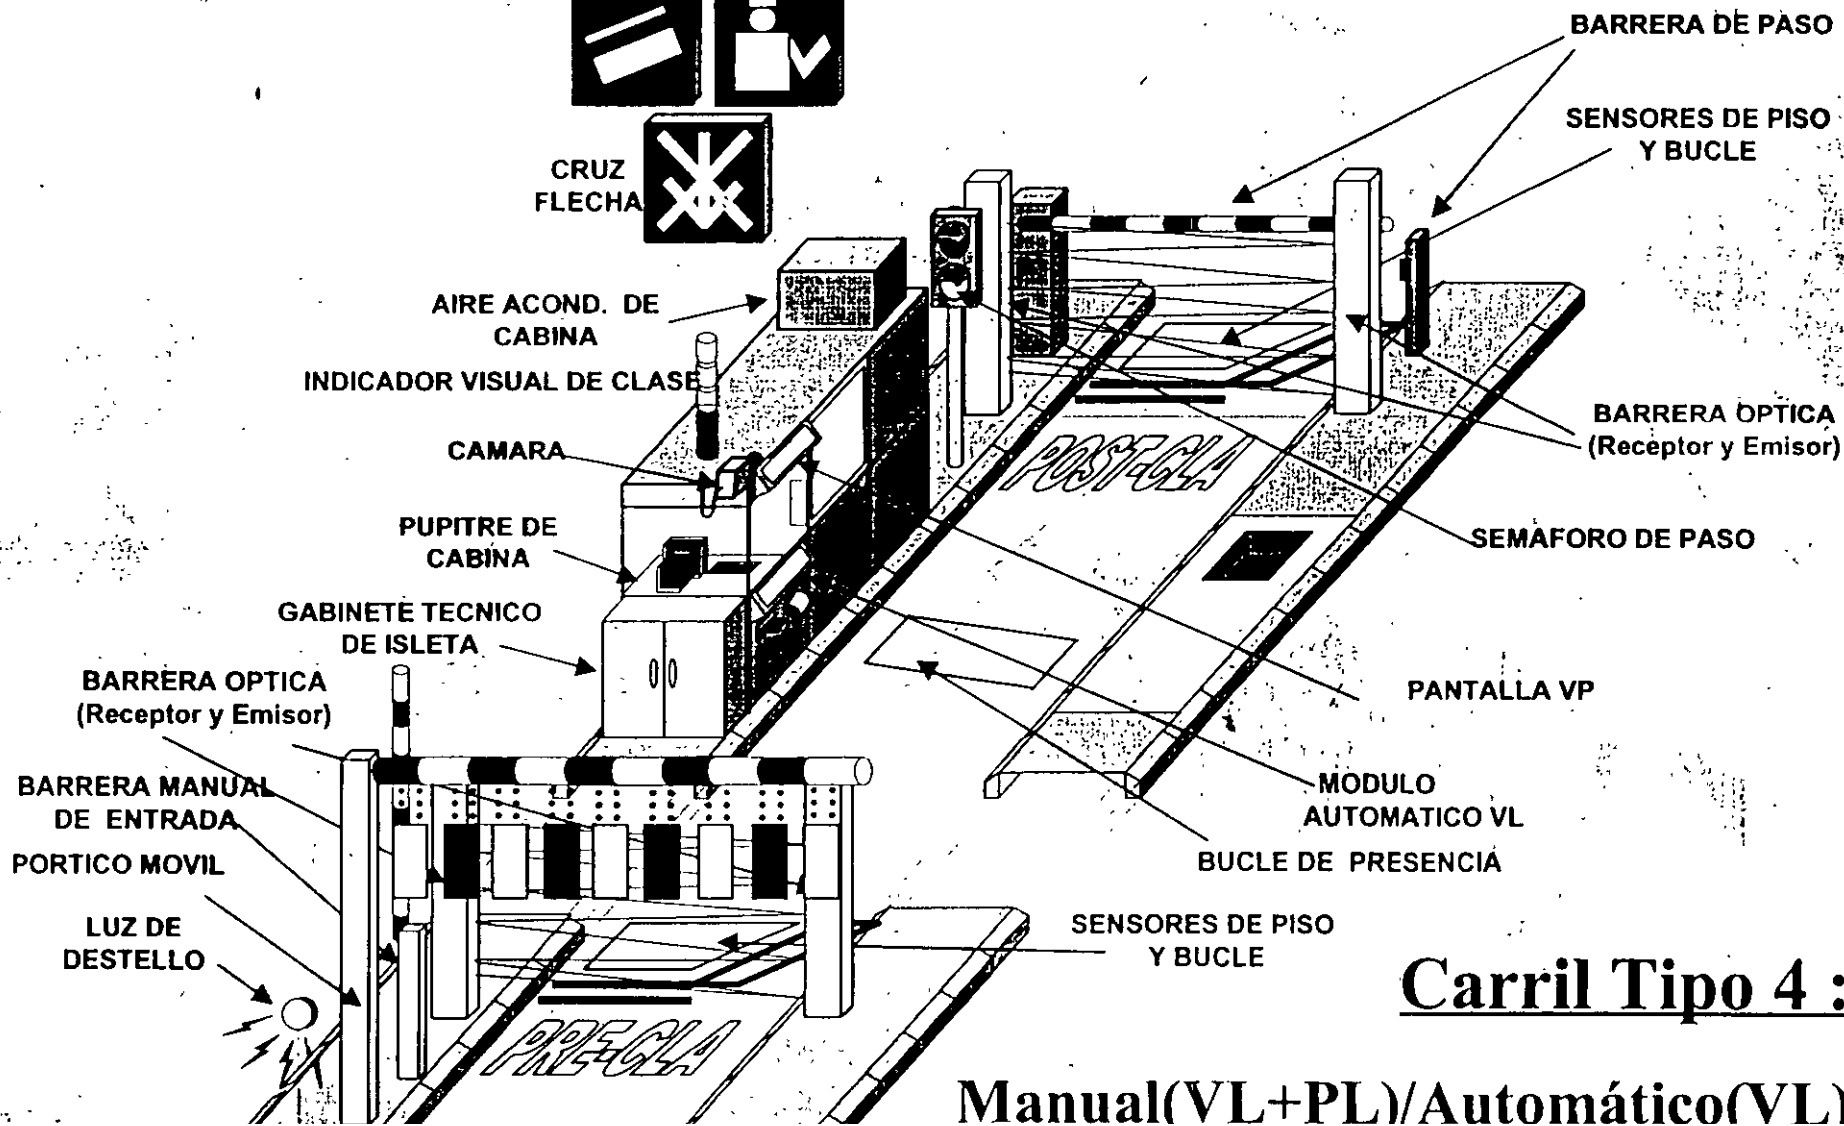 BARRERA DE PASO
SENSORES DE PISO
Y BUCLE
CRUZ
FLECHA
AIRE ACOND. DE
CABINA
INDICADOR VISUAL DE CLASE
CAMARA
BARRERA OPTICA
(Receptor y Emisor)
POST-CLA
PUPITRE DE
CABINA
SEMAFORO DE PASO
GABINETE TECNICO
DE ISLETA
BARRERA OPTICA
(Receptor y Emisor)
PANTALLA VP
BARRERA MANUAL
DE ENTRADA
MODULO
AUTOMATICO VL
PORTICO MOVIL
BUCLE DE PRESENCIA
LUZ DE
DESTELLO
SENSORES DE PISO
Y BUCLE
PRE-CLA
Carril Tipo 4 :
Manual(VL+PL)/Automático(VL)